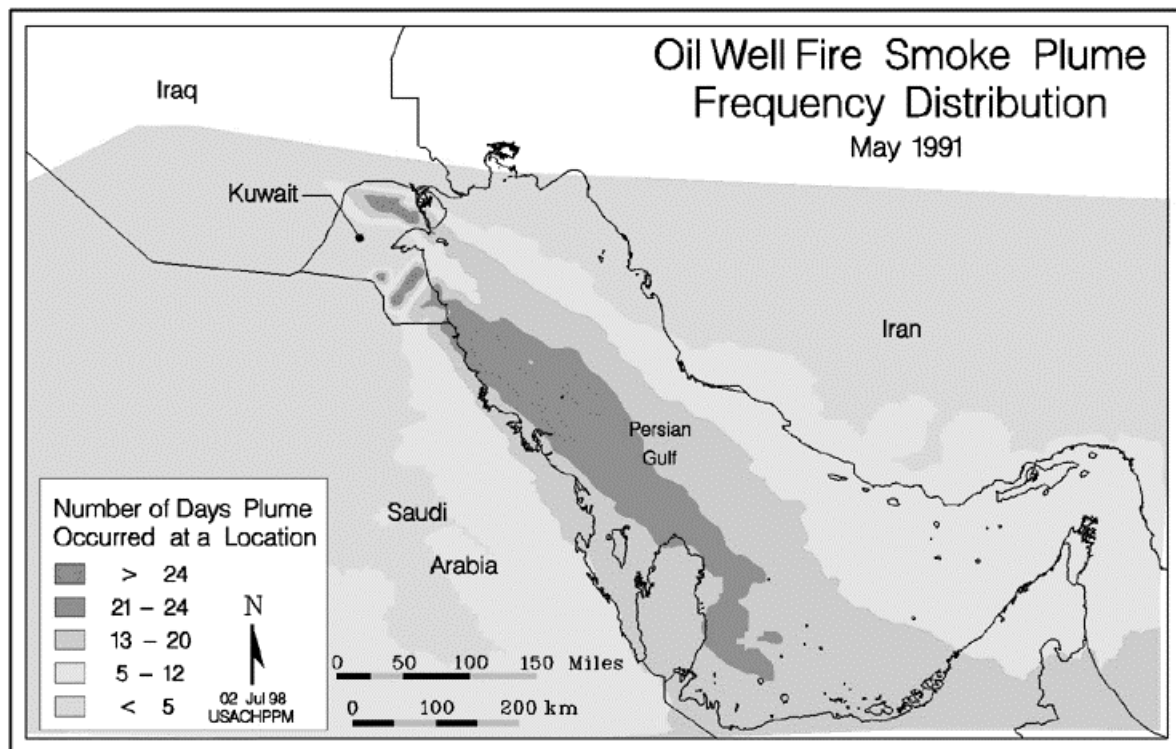 Oil Well Fire Smoke Plume
Frequency Distribution
May 1991
Iraq
Kuwait
Iran
Persian
Gulf
Saudi
Arabia
Number of Days Plume
Occurred at a Location
> 24
21 – 24
13 – 20
5 – 12
< 5
N
02 Jul 98
USACHPPM
0 50 100 150 Miles
0 100 200 km